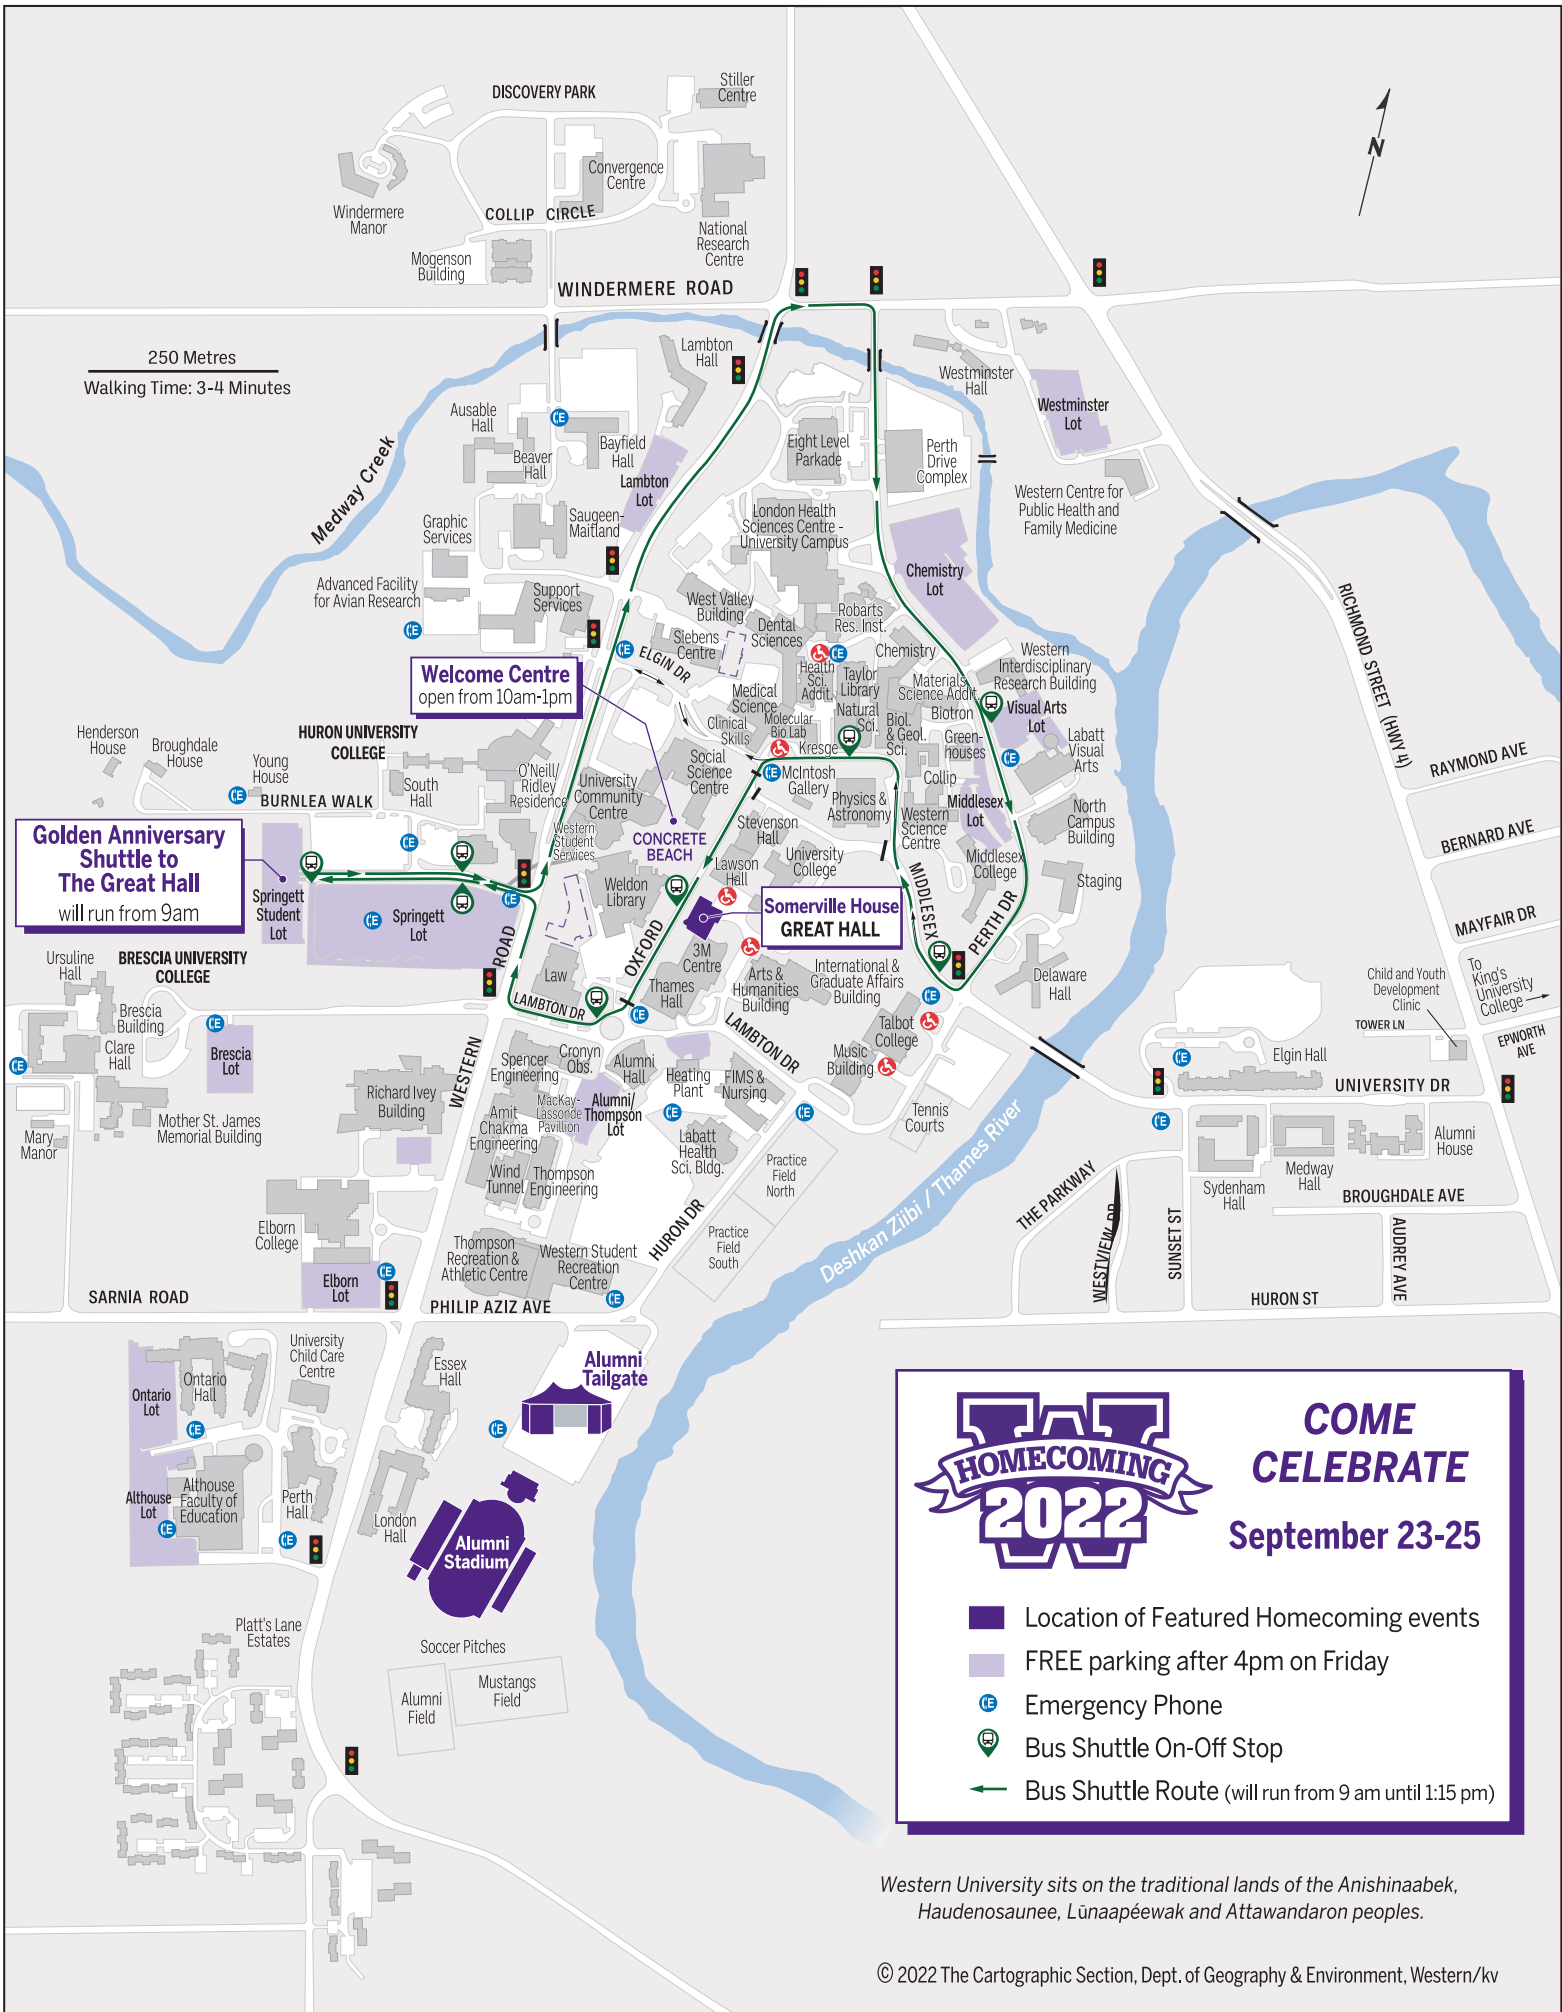 DISCOVERY PARK
Stiller
Centre
Convergence
Centre
Windermere
Manor
COLLIP CIRCLE
National
Research
Centre
Mogenson
Building
WINDERMERE ROAD
N
250 Metres
Walking Time: 3-4 Minutes
Medway Creek
Lambton
Hall
Ausable
Hall
Beaver
Hall
Bayfield
Hall
Lambton
Lot
Saugeen-
Maitland
Graphic
Services
Advanced Facility
for Avian Research
Support
Services
Eight Level
Parkade
Perth
Drive
Complex
Westminster
Hall
Westminster
Lot
Western Centre for
Public Health and
Family Medicine
London Health
Sciences Centre -
University Campus
Chemistry
Lot
West Valley
Building
Siebens
Centre
Dental
Sciences
Robarts
Res. Inst.
Chemistry
ELGIN DR
Health
Sci.
Addit.
Taylor
Library
Materials
Science Addit.
Western
Interdisciplinary
Research Building
Medical
Science
Clinical
Skills
Molecular
Bio Lab
Natural
Sci.
Kresge
Biol.
& Geol.
Sci.
Biotron
Green-
houses
Visual Arts
Lot
Labatt
Visual
Arts
RICHMOND STREET (HWY 4)
RAYMOND AVE
BERNARD AVE
MAYFAIR DR
Welcome Centre
open from 10am-1pm
HURON UNIVERSITY
COLLEGE
Henderson
House
Broughdale
House
Young
House
BURNLEA WALK
South
Hall
O'Neill/
Ridley
Residence
University
Community
Centre
Social
Science
Centre
McIntosh
Gallery
Physics &
Astronomy
Collip
Western
Science
Centre
Middlesex
Lot
North
Campus
Building
Western
Student
Services
CONCRETE
BEACH
Stevenson
Hall
Lawson
Hall
University
College
Middlesex
College
Staging
MIDDLESEX
PERTH DR
Golden Anniversary
Shuttle to
The Great Hall
will run from 9am
Springett
Student
Lot
Springett
Lot
Weldon
Library
Somerville House
GREAT HALL
OXFORD
3M
Centre
Law
LAMBTON DR
Thames
Hall
Arts &
Humanities
Building
International &
Graduate Affairs
Building
Delaware
Hall
Talbot
College
Music
Building
LAMBTON DR
Ursuline
Hall
BRESCIA UNIVERSITY
COLLEGE
Brescia
Building
Clare
Hall
Brescia
Lot
Mother St. James
Memorial Building
Mary
Manor
WESTERN
ROAD
Richard Ivey
Building
Spencer
Engineering
Cronyn
Obs.
Alumni
Hall
Heating
Plant
FIMS &
Nursing
Amit
Chakma
Engineering
MacKay-
Lassonde
Pavillion
Alumni/
Thompson
Lot
Labatt
Health
Sci. Bldg.
Wind
Tunnel
Thompson
Engineering
Tennis
Courts
Practice
Field
North
Practice
Field
South
HURON DR
Deshkan Ziibi / Thames River
Child and Youth
Development
Clinic
To
King's
University
College
TOWER LN
EPWORTH
AVE
Elgin Hall
UNIVERSITY DR
Alumni
House
Medway
Hall
Sydenham
Hall
BROUGHDALE AVE
THE PARKWAY
WESTVIEW DR
SUNSET ST
AUDREY AVE
HURON ST
Elborn
College
Elborn
Lot
Thompson
Recreation &
Athletic Centre
Western Student
Recreation
Centre
SARNIA ROAD
PHILIP AZIZ AVE
University
Child Care
Centre
Ontario
Hall
Ontario
Lot
Essex
Hall
Alumni
Tailgate
Althouse
Lot
Althouse
Faculty of
Education
Perth
Hall
London
Hall
Alumni
Stadium
Platt's Lane
Estates
Soccer Pitches
Alumni
Field
Mustangs
Field
W
HOMECOMING
2022
COME
CELEBRATE
September 23-25
Location of Featured Homecoming events
FREE parking after 4pm on Friday
Emergency Phone
Bus Shuttle On-Off Stop
Bus Shuttle Route (will run from 9 am until 1:15 pm)
Western University sits on the traditional lands of the Anishinaabek,
Haudenosaunee, Lūnaapéewak and Attawandaron peoples.
© 2022 The Cartographic Section, Dept. of Geography & Environment, Western/kv